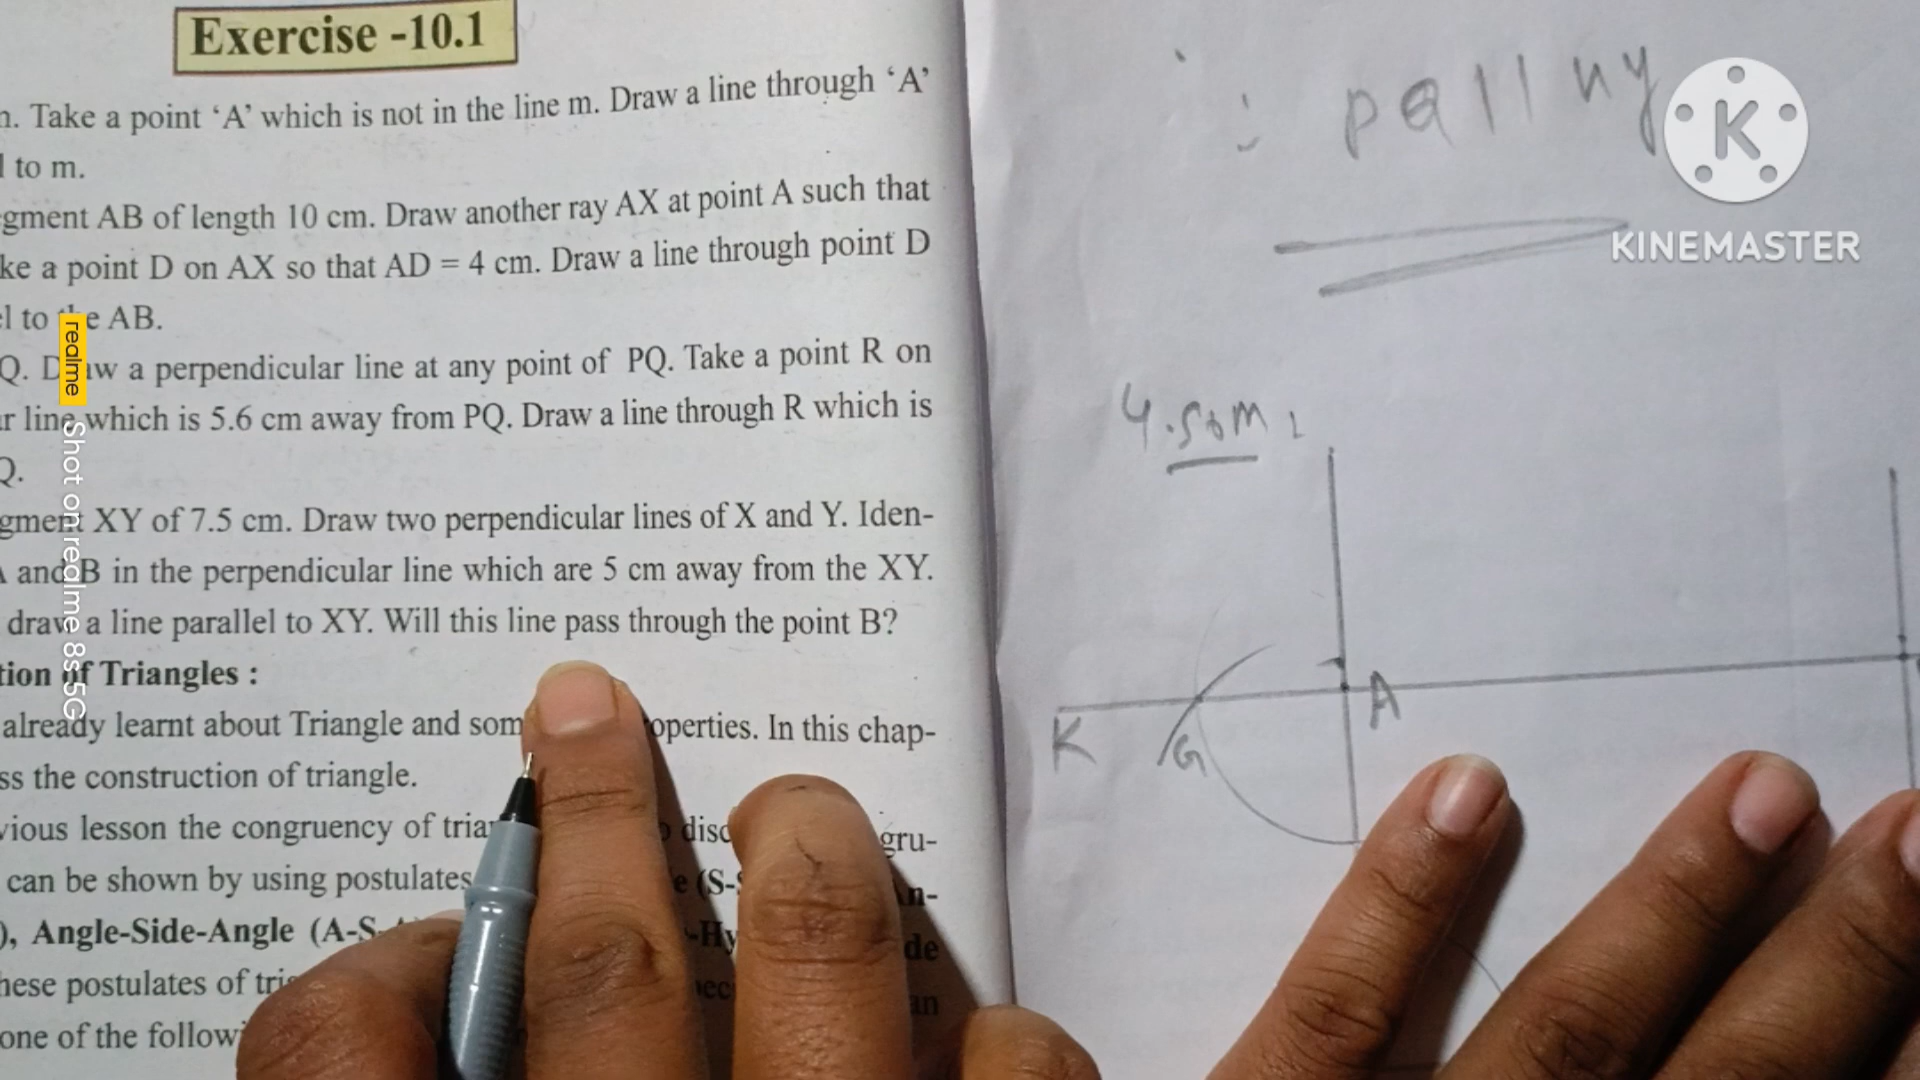 Exercise -10.1
n. Take a point ‘A’ which is not in the line m. Draw a line through ‘A’
l to m.
gment AB of length 10 cm. Draw another ray AX at point A such that
ke a point D on AX so that AD = 4 cm. Draw a line through point D
el to the AB.
Q. Draw a perpendicular line at any point of PQ. Take a point R on
r line which is 5.6 cm away from PQ. Draw a line through R which is
Q.
gment XY of 7.5 cm. Draw two perpendicular lines of X and Y. Iden-
A and B in the perpendicular line which are 5 cm away from the XY.
draw a line parallel to XY. Will this line pass through the point B?
tion of Triangles :
already learnt about Triangle and som operties. In this chap-
ss the construction of triangle.
vious lesson the congruency of tria disc gru-
can be shown by using postulates e (S- n-
), Angle-Side-Angle (A-S-A -Hy de
hese postulates of tri an
one of the follow
KINEMASTER
4.
K
G
A
realme
Shot on realme 8s 5G